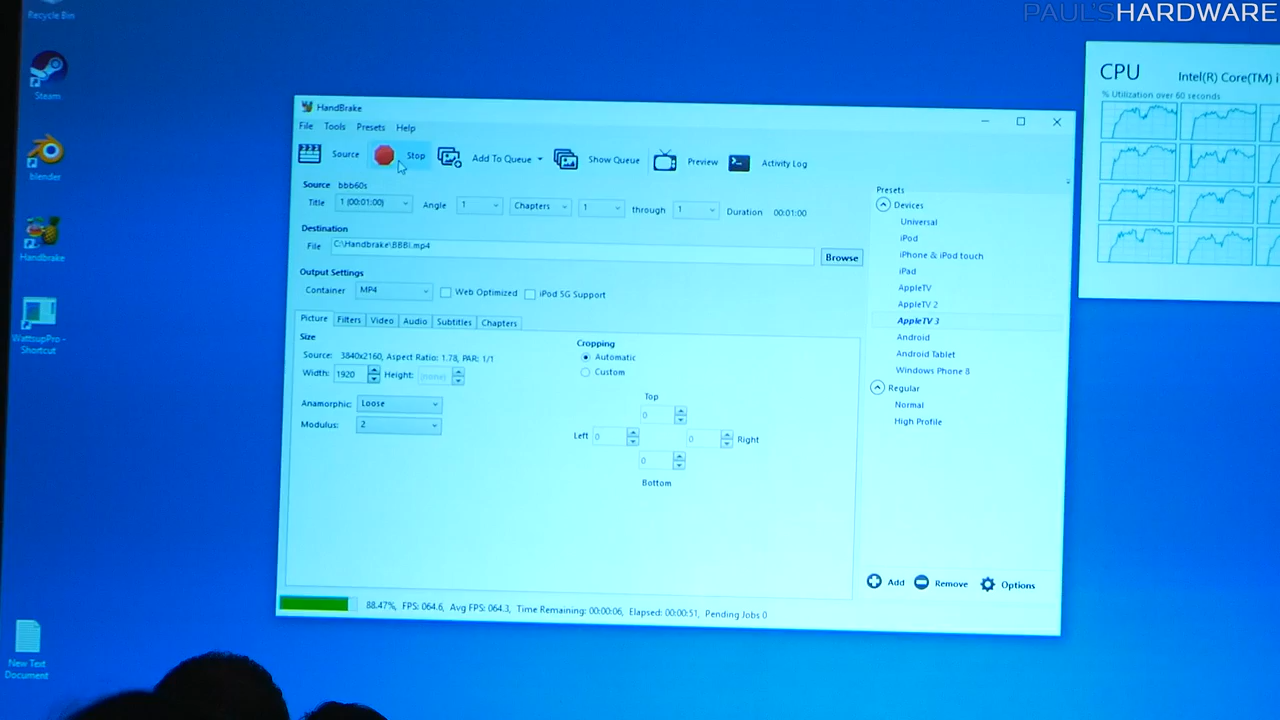 PAUL'SHARDWARE
Recycle Bin
Steam
blender
Handbrake
WattsupPro -
Shortcut
New Text
Document
HandBrake
File Tools Presets Help
Source Stop Add To Queue Show Queue Preview Activity Log
Source bbb60s
Title 1 (00:01:00) Angle 1 Chapters 1 through 1 Duration 00:01:00
Destination
File C:\Handbrake\BBBI.mp4 Browse
Output Settings
Container MP4 Web Optimized iPod 5G Support
Picture Filters Video Audio Subtitles Chapters
Size
Source: 3840x2160, Aspect Ratio: 1.78, PAR: 1/1
Width: 1920 Height: (none)
Anamorphic: Loose
Modulus: 2
Cropping
Automatic
Custom
Top
0
Left 0 0 Right
0
Bottom
Presets
Devices
Universal
iPod
iPhone & iPod touch
iPad
AppleTV
AppleTV 2
AppleTV 3
Android
Android Tablet
Windows Phone 8
Regular
Normal
High Profile
Add Remove Options
88.47%, FPS: 064.6, Avg FPS: 064.3, Time Remaining: 00:00:06, Elapsed: 00:00:51, Pending Jobs 0
CPU Intel(R) Core(TM)
% Utilization over 60 seconds